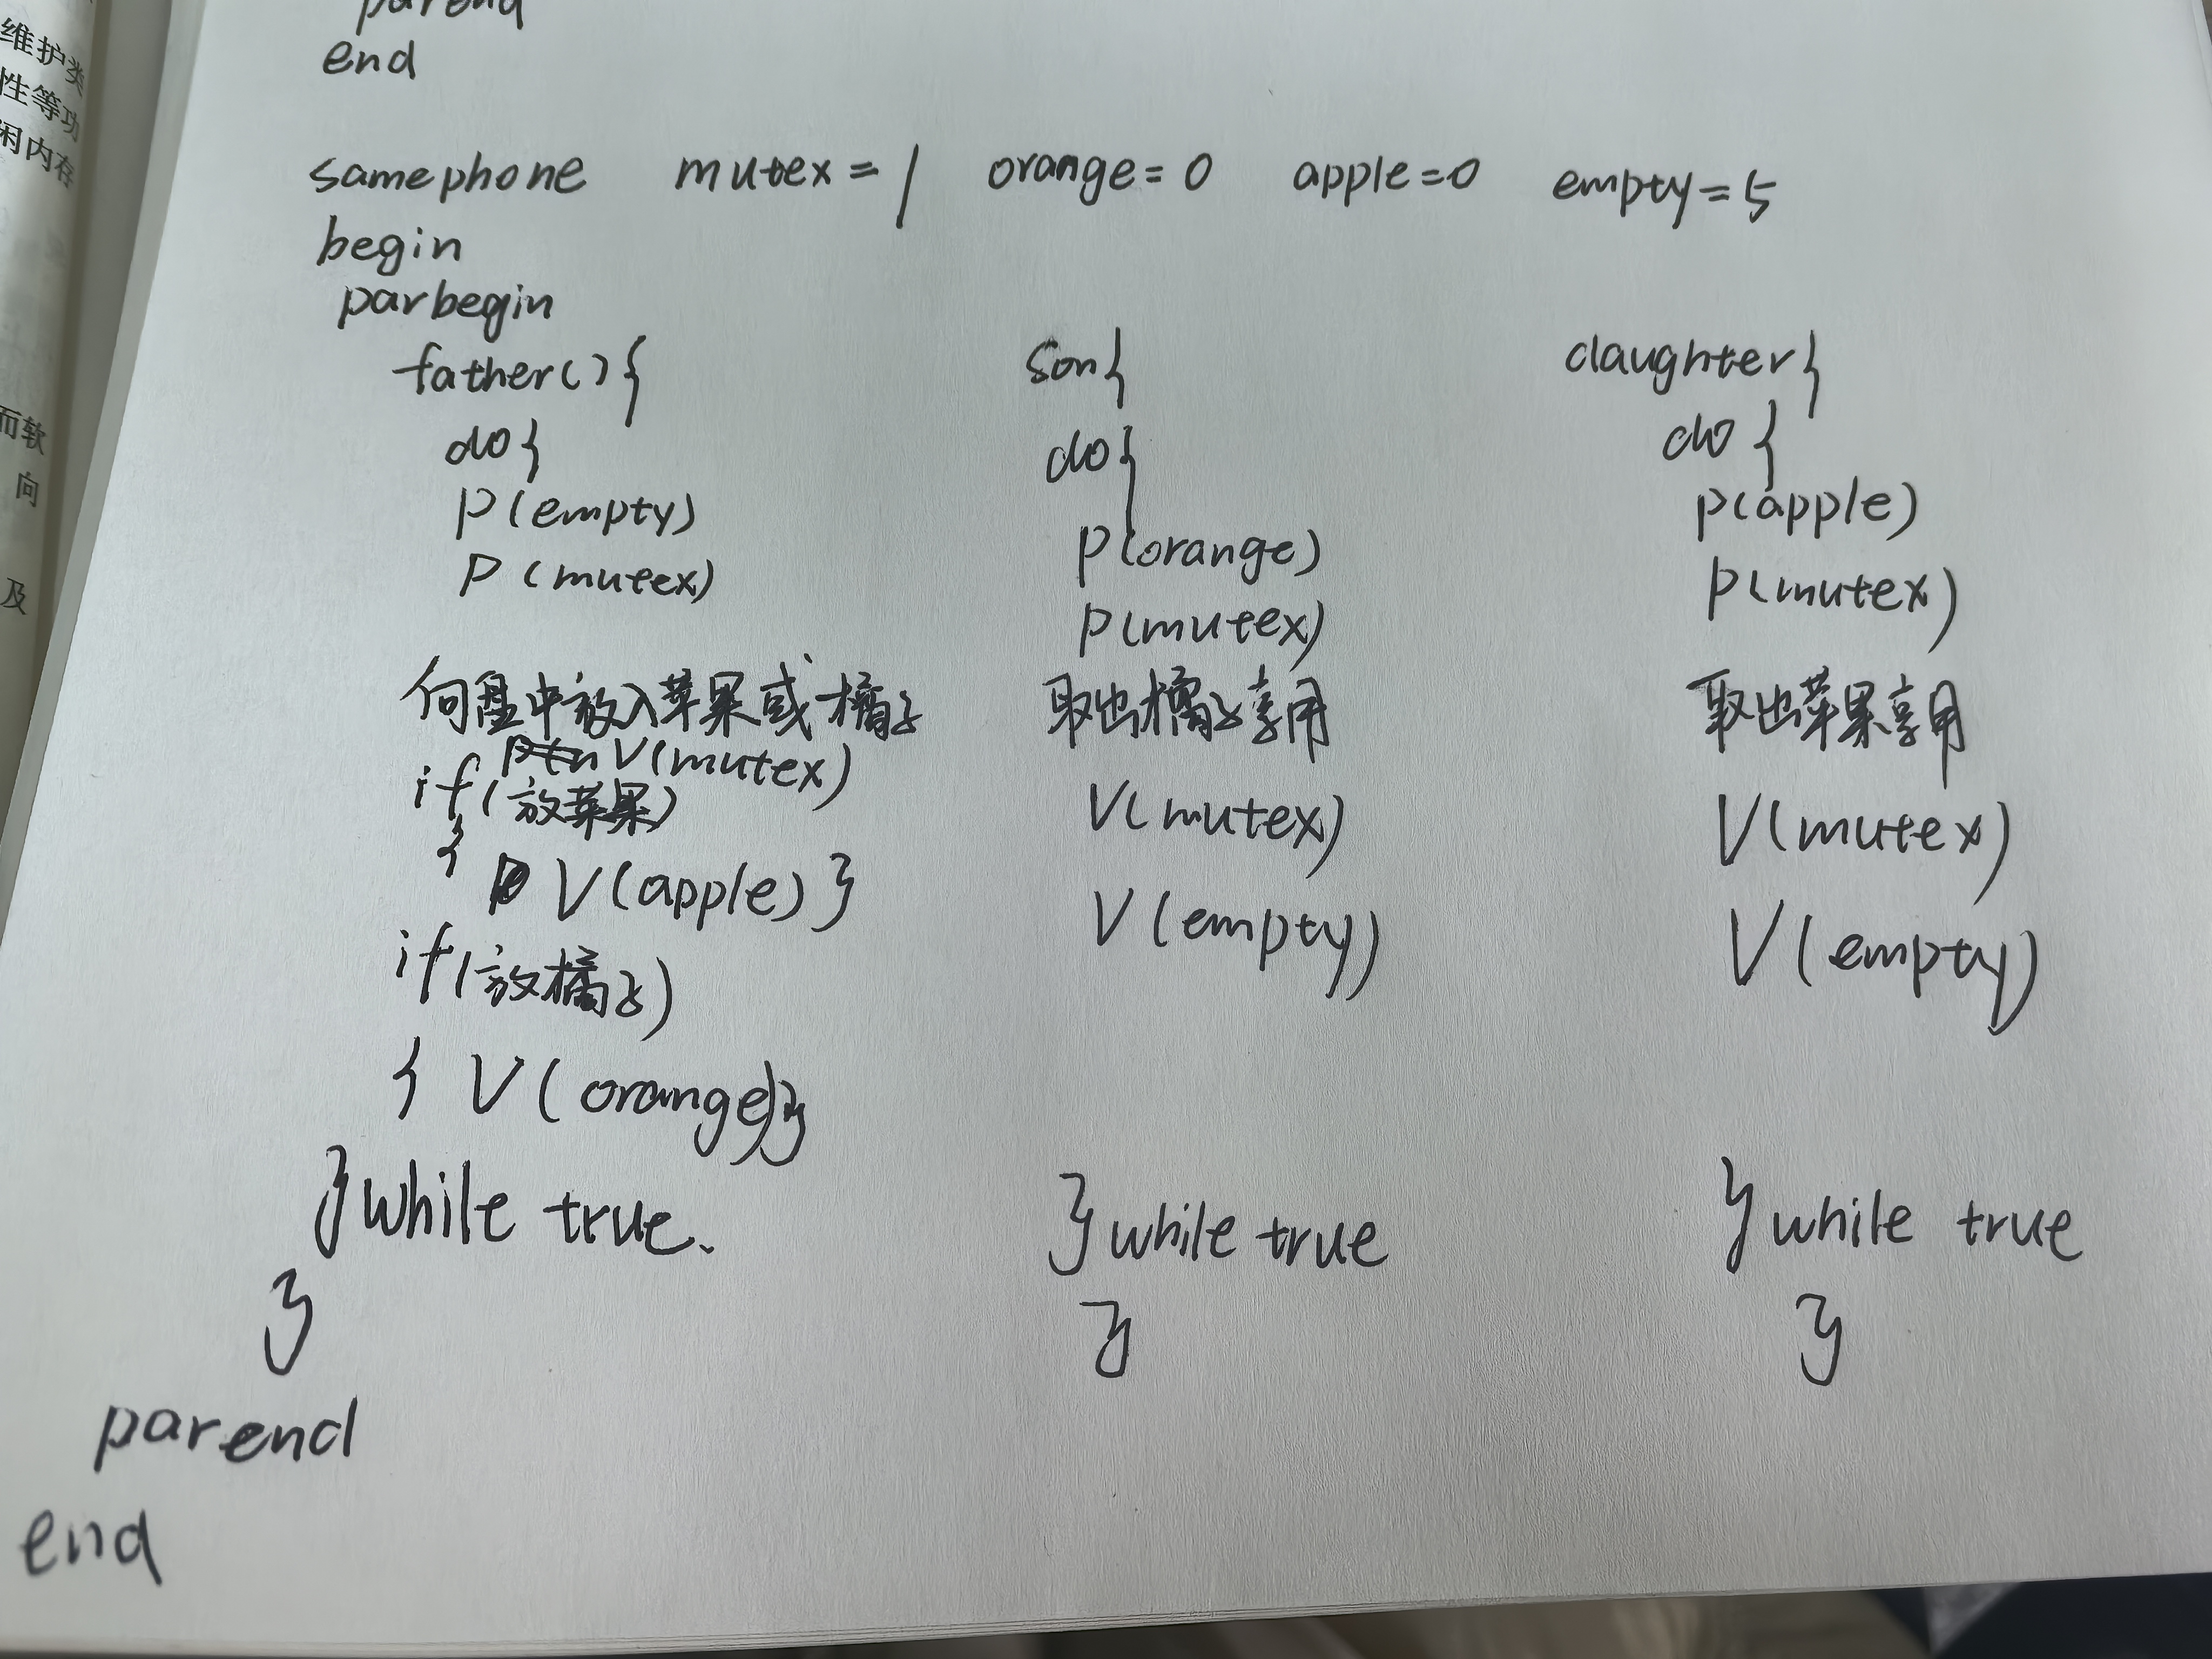 维护类
性等功
闲内存
而软
向
及
parend
end
samephone mutex=1 orange=0 apple=0 empty=5
begin
parbegin
father(){
do{
P(empty)
P(mutex)
向盘中放入苹果或橘子
V(mutex)
if(放苹果)
{ V(apple) }
if(放橘子)
{ V(orange)}
}while true.
}
son{
do{
P(orange)
P(mutex)
取出橘子享用
V(mutex)
V(empty)
}while true
}
daughter{
do{
P(apple)
P(mutex)
取出苹果享用
V(mutex)
V(empty)
}while true
}
parend
end